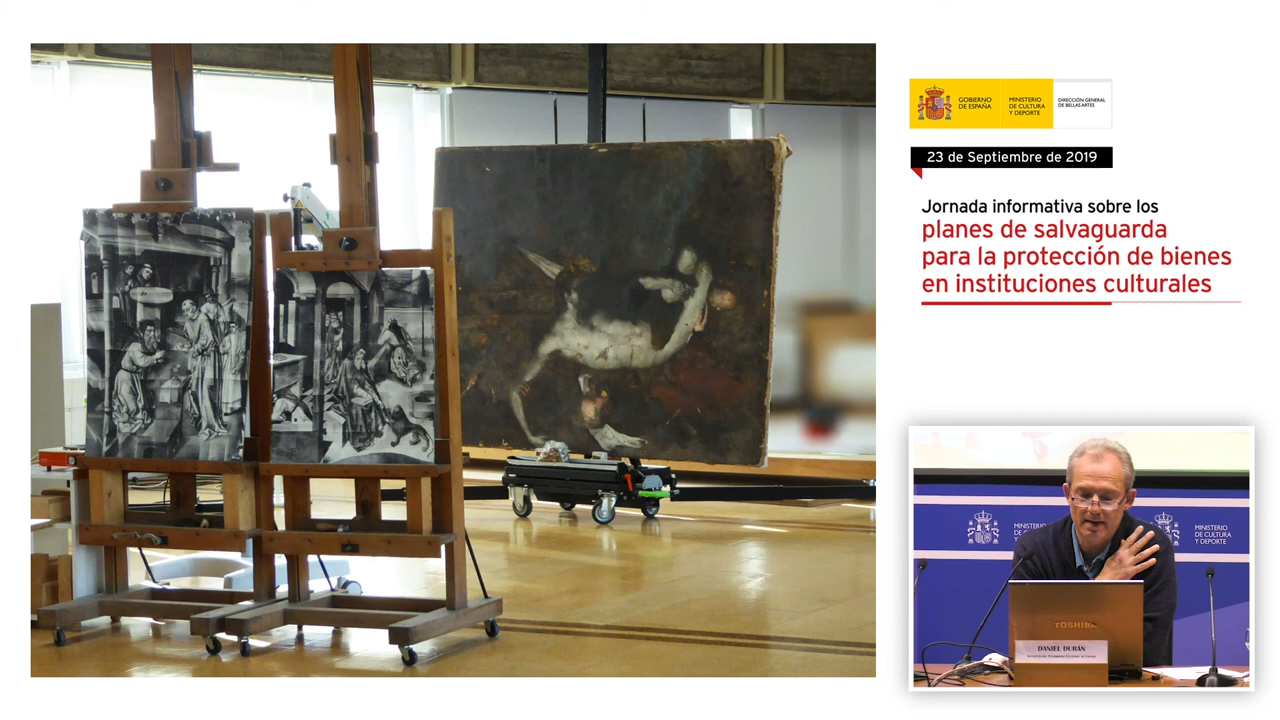 GOBIERNO
DE ESPAÑA
MINISTERIO
DE CULTURA
Y DEPORTE
DIRECCIÓN GENERAL
DE BELLAS ARTES
23 de Septiembre de 2019
Jornada informativa sobre los
planes de salvaguarda
para la protección de bienes
en instituciones culturales
MINISTERIO
DE CULTURA
Y DEPORTE
TOSHIBA
DANIEL DURÁN